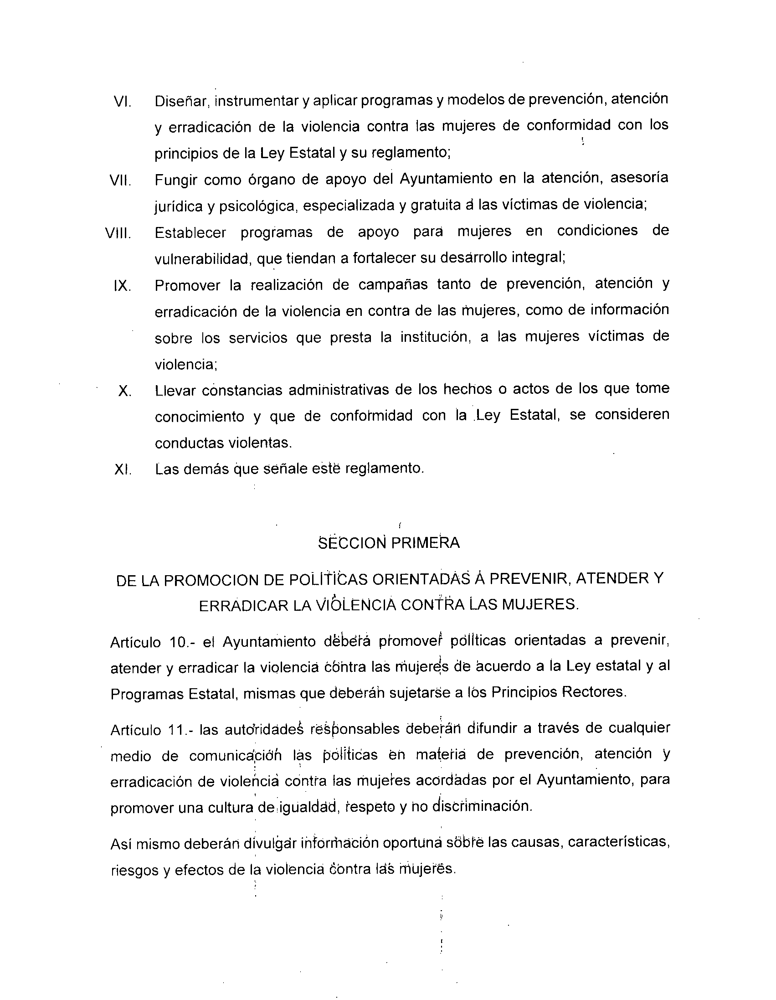 VI. Diseñar, instrumentar y aplicar programas y modelos de prevención, atención
y erradicación de la violencia contra las mujeres de conformidad con los
principios de la Ley Estatal y su reglamento;
VII. Fungir como órgano de apoyo del Ayuntamiento en la atención, asesoría
jurídica y psicológica, especializada y gratuita a las víctimas de violencia;
VIII. Establecer programas de apoyo para mujeres en condiciones de
vulnerabilidad, que tiendan a fortalecer su desarrollo integral;
IX. Promover la realización de campañas tanto de prevención, atención y
erradicación de la violencia en contra de las mujeres, como de información
sobre los servicios que presta la institución, a las mujeres víctimas de
violencia;
X. Llevar constancias administrativas de los hechos o actos de los que tome
conocimiento y que de conformidad con la Ley Estatal, se consideren
conductas violentas.
XI. Las demás que señale este reglamento.
SECCION PRIMERA
DE LA PROMOCION DE POLÍTICAS ORIENTADAS A PREVENIR, ATENDER Y
ERRADICAR LA VIOLENCIA CONTRA LAS MUJERES.
Artículo 10.- el Ayuntamiento deberá promover políticas orientadas a prevenir,
atender y erradicar la violencia contra las mujeres de acuerdo a la Ley estatal y al
Programas Estatal, mismas que deberán sujetarse a los Principios Rectores.
Artículo 11.- las autoridades responsables deberán difundir a través de cualquier
medio de comunicación las políticas en materia de prevención, atención y
erradicación de violencia contra las mujeres acordadas por el Ayuntamiento, para
promover una cultura de igualdad, respeto y no discriminación.
Así mismo deberán divulgar información oportuna sobre las causas, características,
riesgos y efectos de la violencia contra las mujeres.